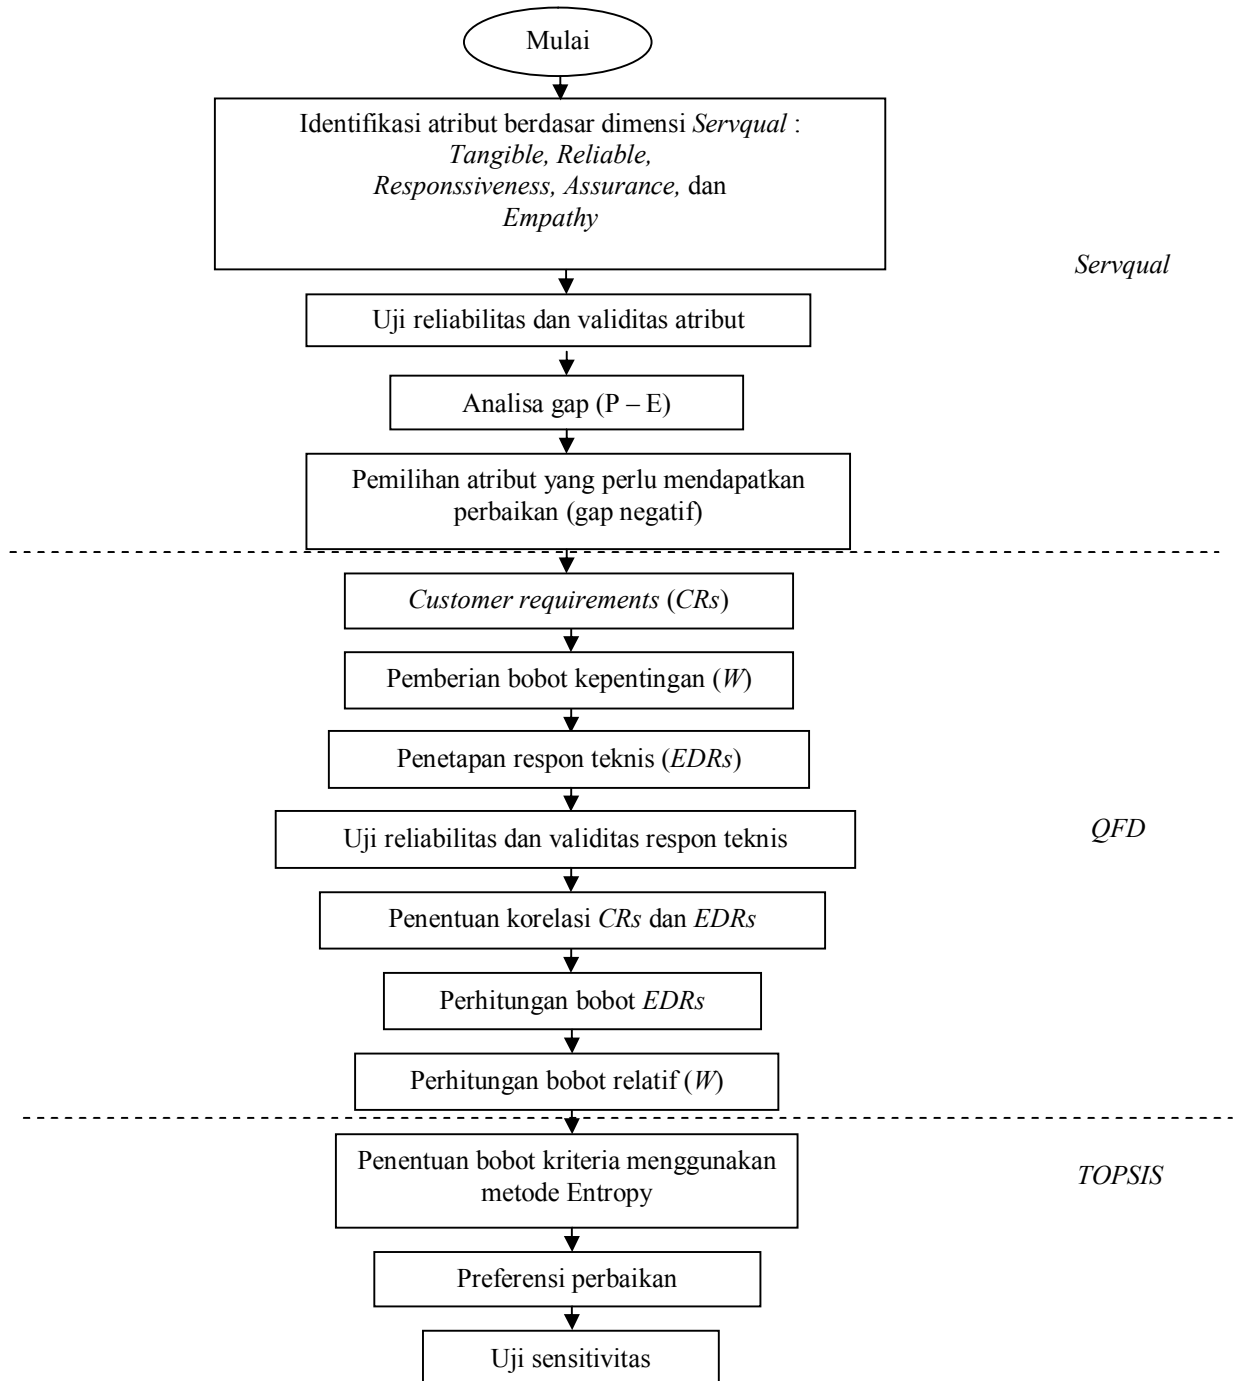 Mulai
Identifikasi atribut berdasar dimensi Servqual :
Tangible, Reliable,
Responssiveness, Assurance, dan
Empathy
Servqual
Uji reliabilitas dan validitas atribut
Analisa gap (P – E)
Pemilihan atribut yang perlu mendapatkan
perbaikan (gap negatif)
Customer requirements (CRs)
Pemberian bobot kepentingan (W)
Penetapan respon teknis (EDRs)
Uji reliabilitas dan validitas respon teknis
QFD
Penentuan korelasi CRs dan EDRs
Perhitungan bobot EDRs
Perhitungan bobot relatif (W)
Penentuan bobot kriteria menggunakan
metode Entropy
TOPSIS
Preferensi perbaikan
Uji sensitivitas